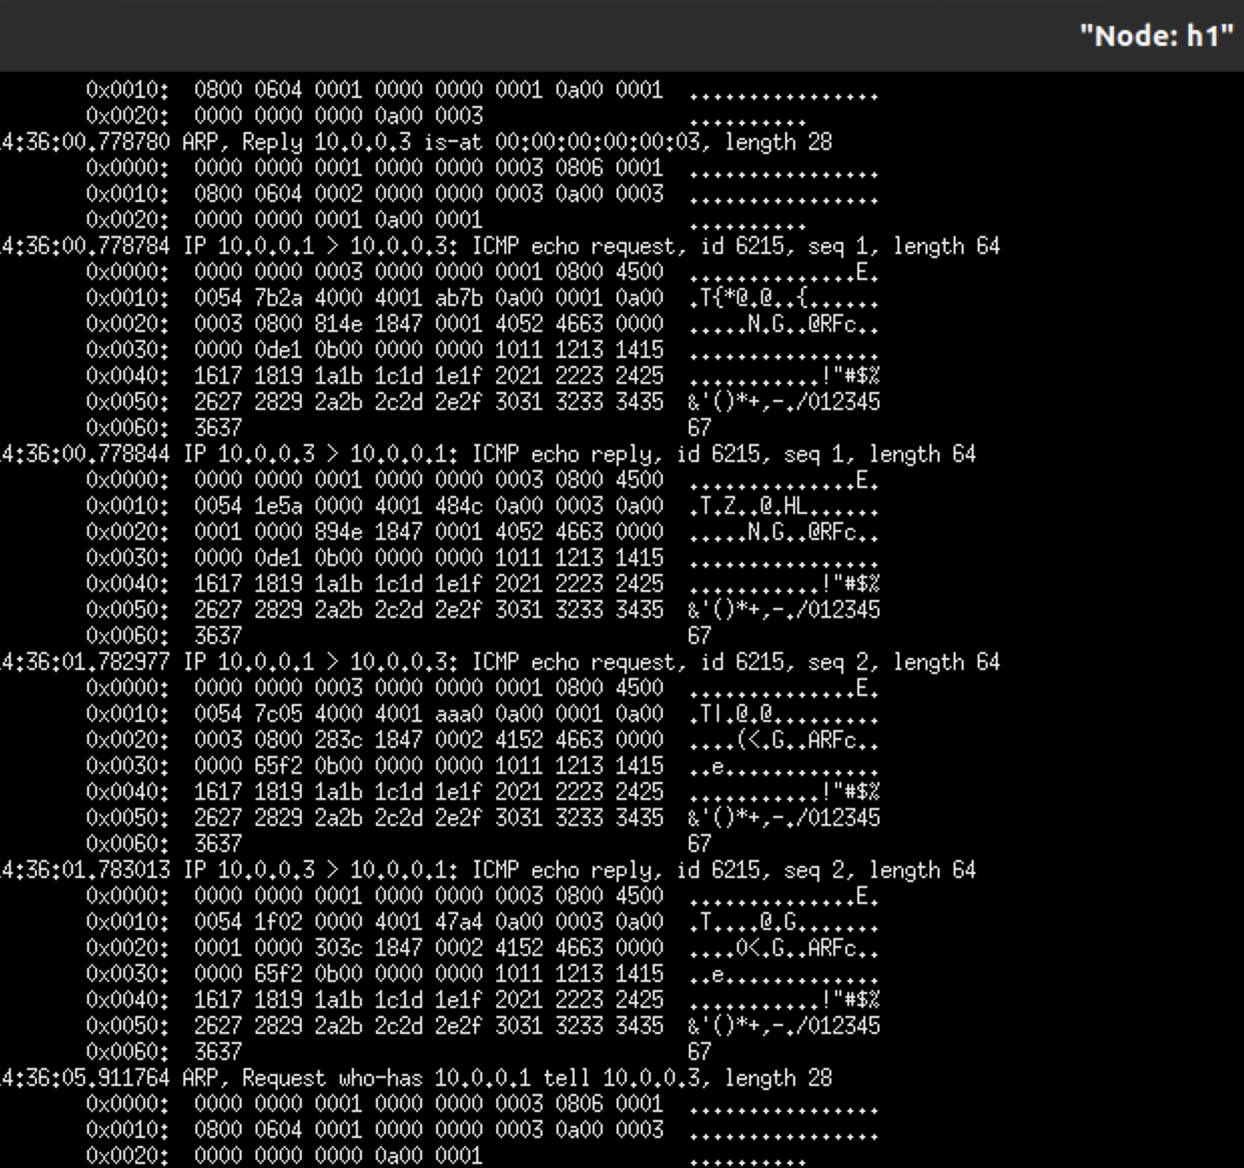 "Node: h1"
0x0010:  0800 0604 0001 0000 0000 0001 0a00 0001  ................
0x0020:  0000 0000 0000 0a00 0003                 ..........
4:36:00.778780 ARP, Reply 10.0.0.3 is-at 00:00:00:00:00:03, length 28
0x0000:  0000 0000 0001 0000 0000 0003 0806 0001  ................
0x0010:  0800 0604 0002 0000 0000 0003 0a00 0003  ................
0x0020:  0000 0000 0001 0a00 0001                 ..........
4:36:00.778784 IP 10.0.0.1 > 10.0.0.3: ICMP echo request, id 6215, seq 1, length 64
0x0000:  0000 0000 0003 0000 0000 0001 0800 4500  ..............E.
0x0010:  0054 7b2a 4000 4001 ab7b 0a00 0001 0a00  .T{*@.@..{......
0x0020:  0003 0800 814e 1847 0001 4052 4663 0000  .....N.G..@RFc..
0x0030:  0000 0de1 0b00 0000 0000 1011 1213 1415  ................
0x0040:  1617 1819 1a1b 1c1d 1e1f 2021 2223 2425  ...........!"#$%
0x0050:  2627 2829 2a2b 2c2d 2e2f 3031 3233 3435  &'()*+,-./012345
0x0060:  3637                                     67
4:36:00.778844 IP 10.0.0.3 > 10.0.0.1: ICMP echo reply, id 6215, seq 1, length 64
0x0000:  0000 0000 0001 0000 0000 0003 0800 4500  ..............E.
0x0010:  0054 1e5a 0000 4001 484c 0a00 0003 0a00  .T.Z..@.HL......
0x0020:  0001 0000 894e 1847 0001 4052 4663 0000  .....N.G..@RFc..
0x0030:  0000 0de1 0b00 0000 0000 1011 1213 1415  ................
0x0040:  1617 1819 1a1b 1c1d 1e1f 2021 2223 2425  ...........!"#$%
0x0050:  2627 2829 2a2b 2c2d 2e2f 3031 3233 3435  &'()*+,-./012345
0x0060:  3637                                     67
4:36:01.782977 IP 10.0.0.1 > 10.0.0.3: ICMP echo request, id 6215, seq 2, length 64
0x0000:  0000 0000 0003 0000 0000 0001 0800 4500  ..............E.
0x0010:  0054 7c05 4000 4001 aaa0 0a00 0001 0a00  .T|.@.@.........
0x0020:  0003 0800 283c 1847 0002 4152 4663 0000  ....(<.G..ARFc..
0x0030:  0000 65f2 0b00 0000 0000 1011 1213 1415  ..e.............
0x0040:  1617 1819 1a1b 1c1d 1e1f 2021 2223 2425  ...........!"#$%
0x0050:  2627 2829 2a2b 2c2d 2e2f 3031 3233 3435  &'()*+,-./012345
0x0060:  3637                                     67
4:36:01.783013 IP 10.0.0.3 > 10.0.0.1: ICMP echo reply, id 6215, seq 2, length 64
0x0000:  0000 0000 0001 0000 0000 0003 0800 4500  ..............E.
0x0010:  0054 1f02 0000 4001 47a4 0a00 0003 0a00  .T....@.G.......
0x0020:  0001 0000 303c 1847 0002 4152 4663 0000  ....0<.G..ARFc..
0x0030:  0000 65f2 0b00 0000 0000 1011 1213 1415  ..e.............
0x0040:  1617 1819 1a1b 1c1d 1e1f 2021 2223 2425  ...........!"#$%
0x0050:  2627 2829 2a2b 2c2d 2e2f 3031 3233 3435  &'()*+,-./012345
0x0060:  3637                                     67
4:36:05.911764 ARP, Request who-has 10.0.0.1 tell 10.0.0.3, length 28
0x0000:  0000 0000 0001 0000 0000 0003 0806 0001  ................
0x0010:  0800 0604 0001 0000 0000 0003 0a00 0003  ................
0x0020:  0000 0000 0000 0a00 0001                 ..........